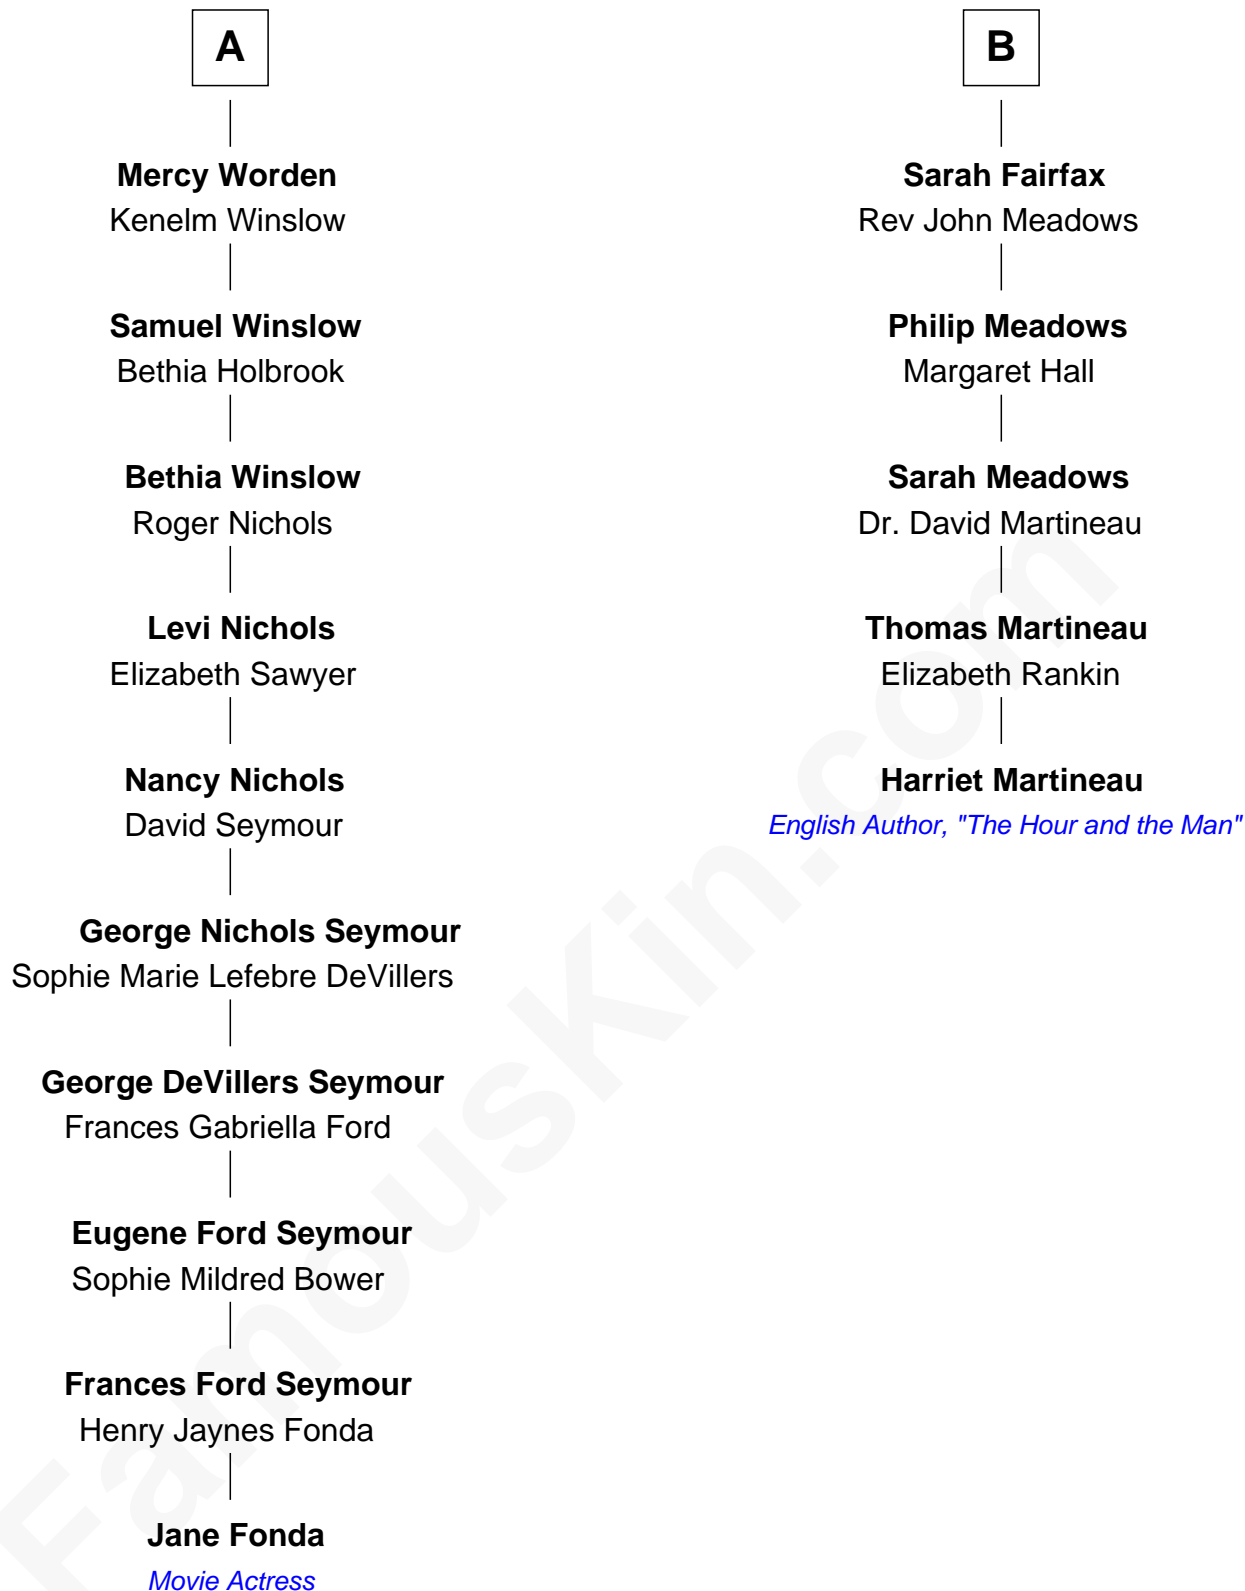 A
Mercy Worden
Kenelm Winslow
Samuel Winslow
Bethia Holbrook
Bethia Winslow
Roger Nichols
Levi Nichols
Elizabeth Sawyer
Nancy Nichols
David Seymour
George Nichols Seymour
Sophie Marie Lefebre DeVillers
George DeVillers Seymour
Frances Gabriella Ford
Eugene Ford Seymour
Sophie Mildred Bower
Frances Ford Seymour
Henry Jaynes Fonda
Jane Fonda
Movie Actress
B
Sarah Fairfax
Rev John Meadows
Philip Meadows
Margaret Hall
Sarah Meadows
Dr. David Martineau
Thomas Martineau
Elizabeth Rankin
Harriet Martineau
English Author, "The Hour and the Man"
FamousKin.com